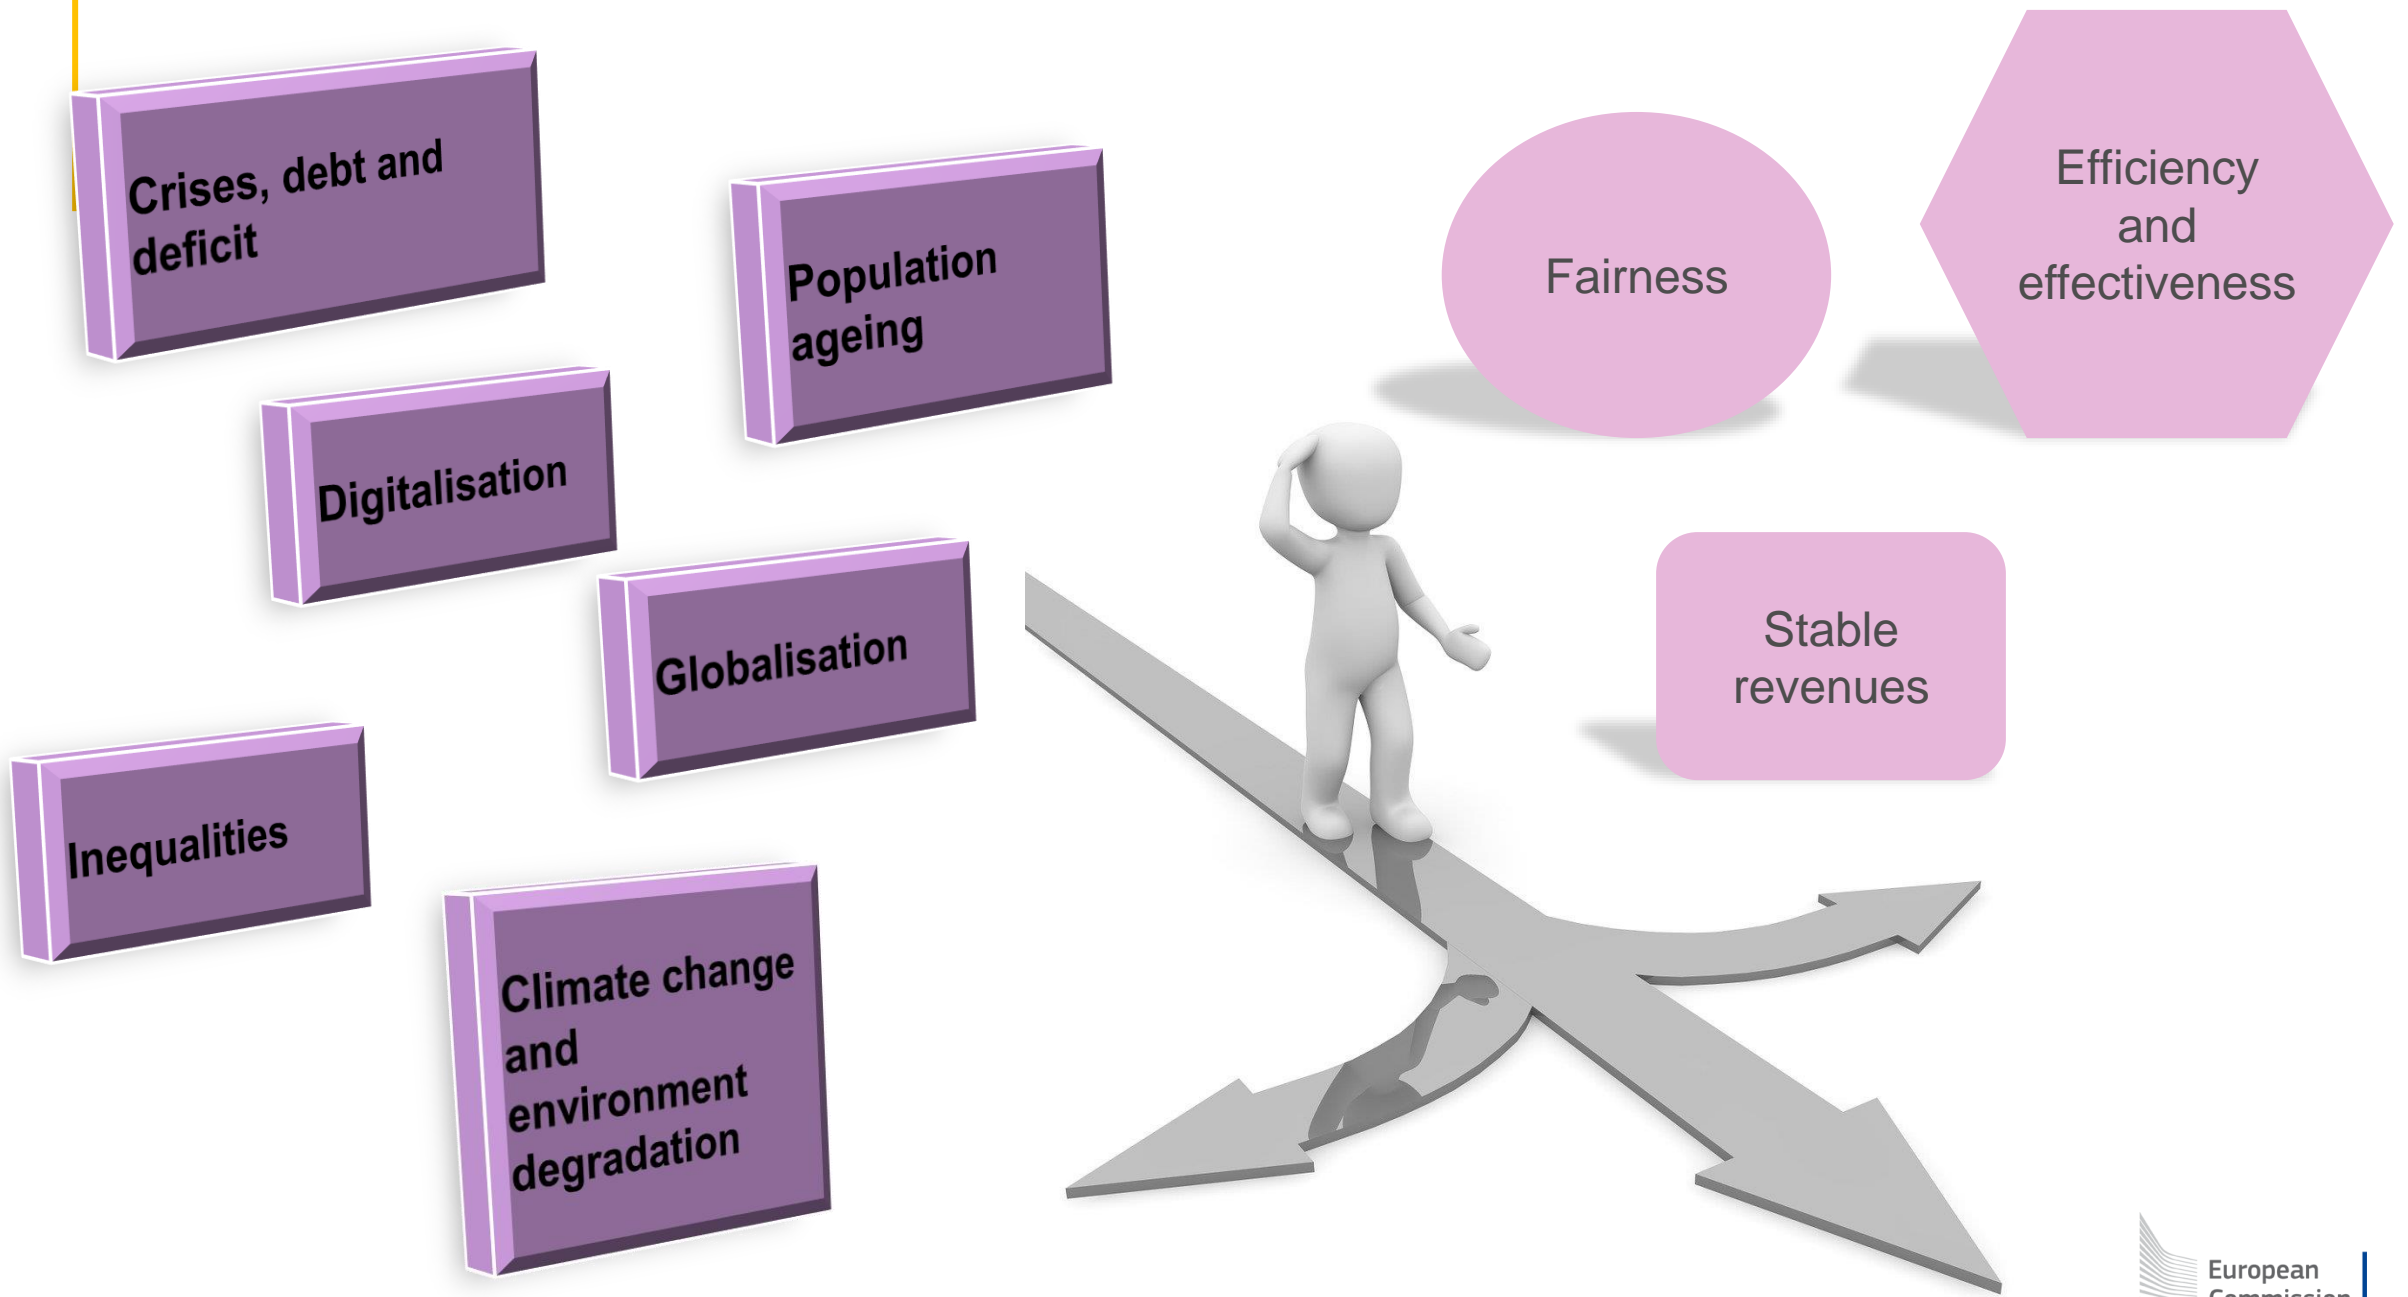 Crises, debt and
deficit
Population
ageing
Digitalisation
Globalisation
Inequalities
Climate change
and
environment
degradation
Fairness
Efficiency
and
effectiveness
Stable
revenues
European
Commission